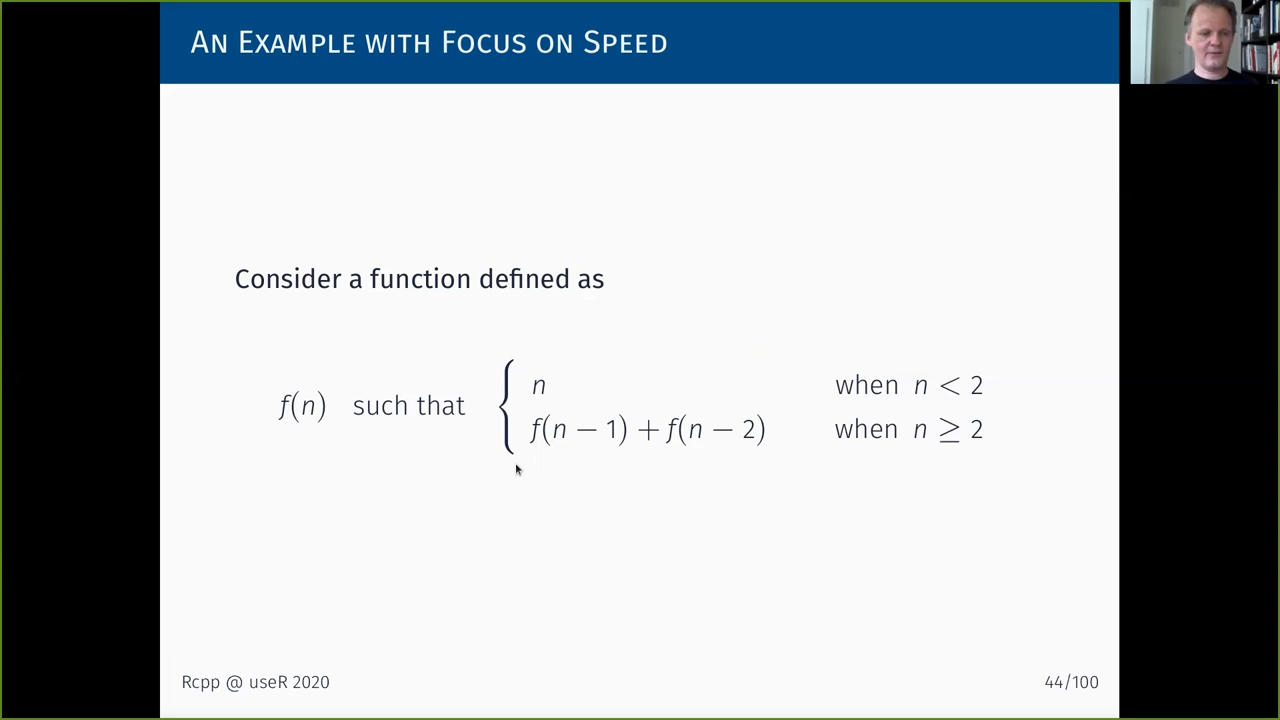 An Example with Focus on Speed
Consider a function defined as
f(n) such that { n when n < 2
f(n − 1) + f(n − 2) when n ≥ 2
Rcpp @ useR 2020
44/100